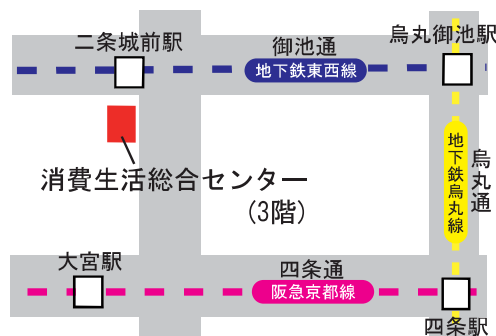 二条城前駅
御池通
烏丸御池駅
地下鉄東西線
消費生活総合センター
(3階)
地下鉄烏丸線
烏丸通
大宮駅
四条通
阪急京都線
四条駅